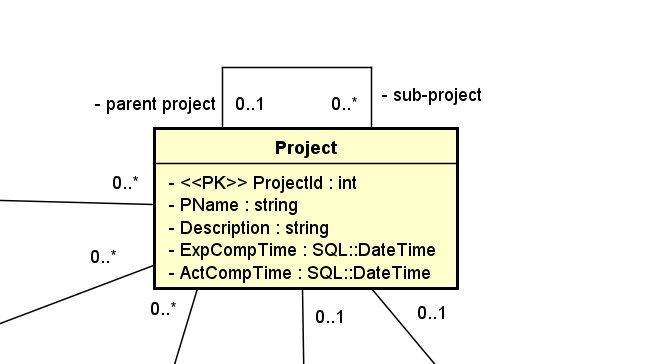 - sub-project
- parent project 0..1 0..*
Project
0..* - <<PK>> ProjectId : int
- PName : string
- Description : string
0..* - ExpCompTime : SQL::DateTime
- ActCompTime : SQL::DateTime
0..* 0..1 0..1